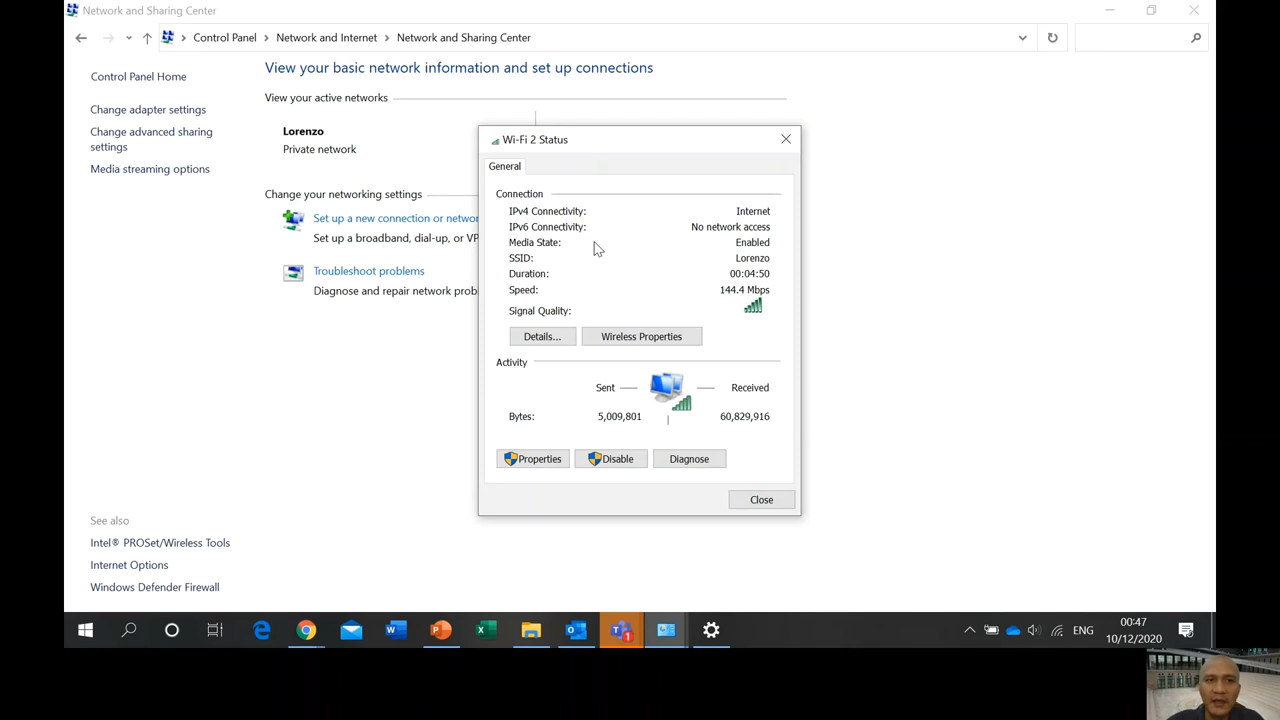 Network and Sharing Center
Control Panel > Network and Internet > Network and Sharing Center
Control Panel Home
Change adapter settings
Change advanced sharing
settings
Media streaming options
View your basic network information and set up connections
View your active networks
Lorenzo
Private network
Change your networking settings
Set up a new connection or networ
Set up a broadband, dial-up, or VP
Troubleshoot problems
Diagnose and repair network prob
Wi-Fi 2 Status
General
Connection
IPv4 Connectivity: Internet
IPv6 Connectivity: No network access
Media State: Enabled
SSID: Lorenzo
Duration: 00:04:50
Speed: 144.4 Mbps
Signal Quality:
Details... Wireless Properties
Activity
Sent Received
Bytes: 5,009,801 60,829,916
Properties Disable Diagnose
Close
See also
Intel® PROSet/Wireless Tools
Internet Options
Windows Defender Firewall
ENG
00:47
10/12/2020